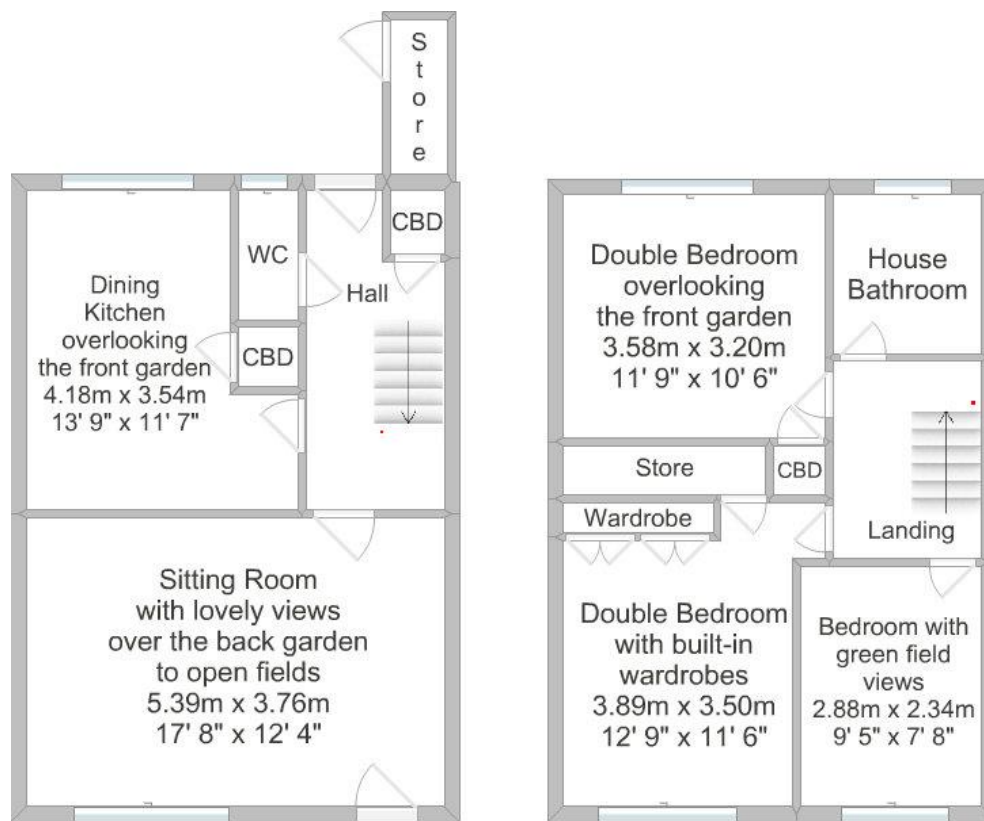 S
t
o
r
e
CBD
WC
Hall
Dining
Kitchen
overlooking
the front garden
4.18m x 3.54m
13' 9" x 11' 7"
CBD
Sitting Room
with lovely views
over the back garden
to open fields
5.39m x 3.76m
17' 8" x 12' 4"
Double Bedroom
overlooking
the front garden
3.58m x 3.20m
11' 9" x 10' 6"
House
Bathroom
Store
CBD
Wardrobe
Landing
Double Bedroom
with built-in
wardrobes
3.89m x 3.50m
12' 9" x 11' 6"
Bedroom with
green field
views
2.88m x 2.34m
9' 5" x 7' 8"